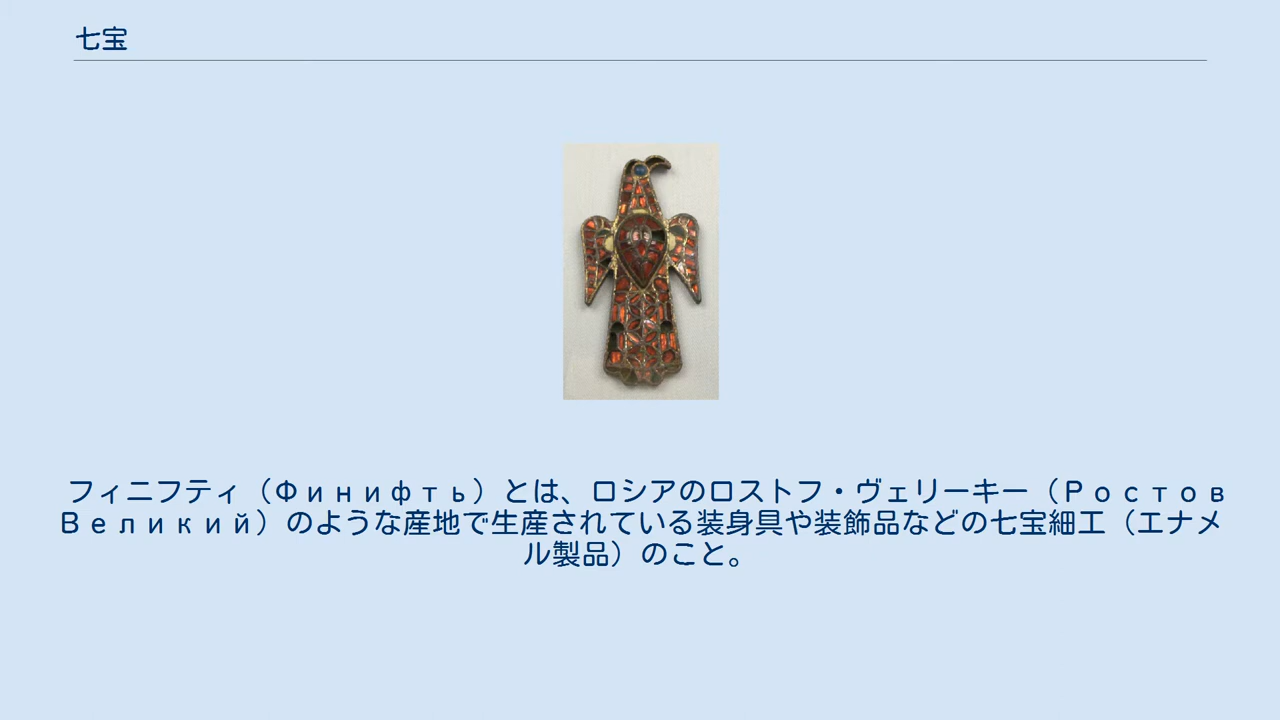 七宝
フィニフティ（Финифть）とは、ロシアのロストフ・ヴェリーキー（Ростов
Великий）のような産地で生産されている装身具や装飾品などの七宝細工（エナメ
ル製品）のこと。